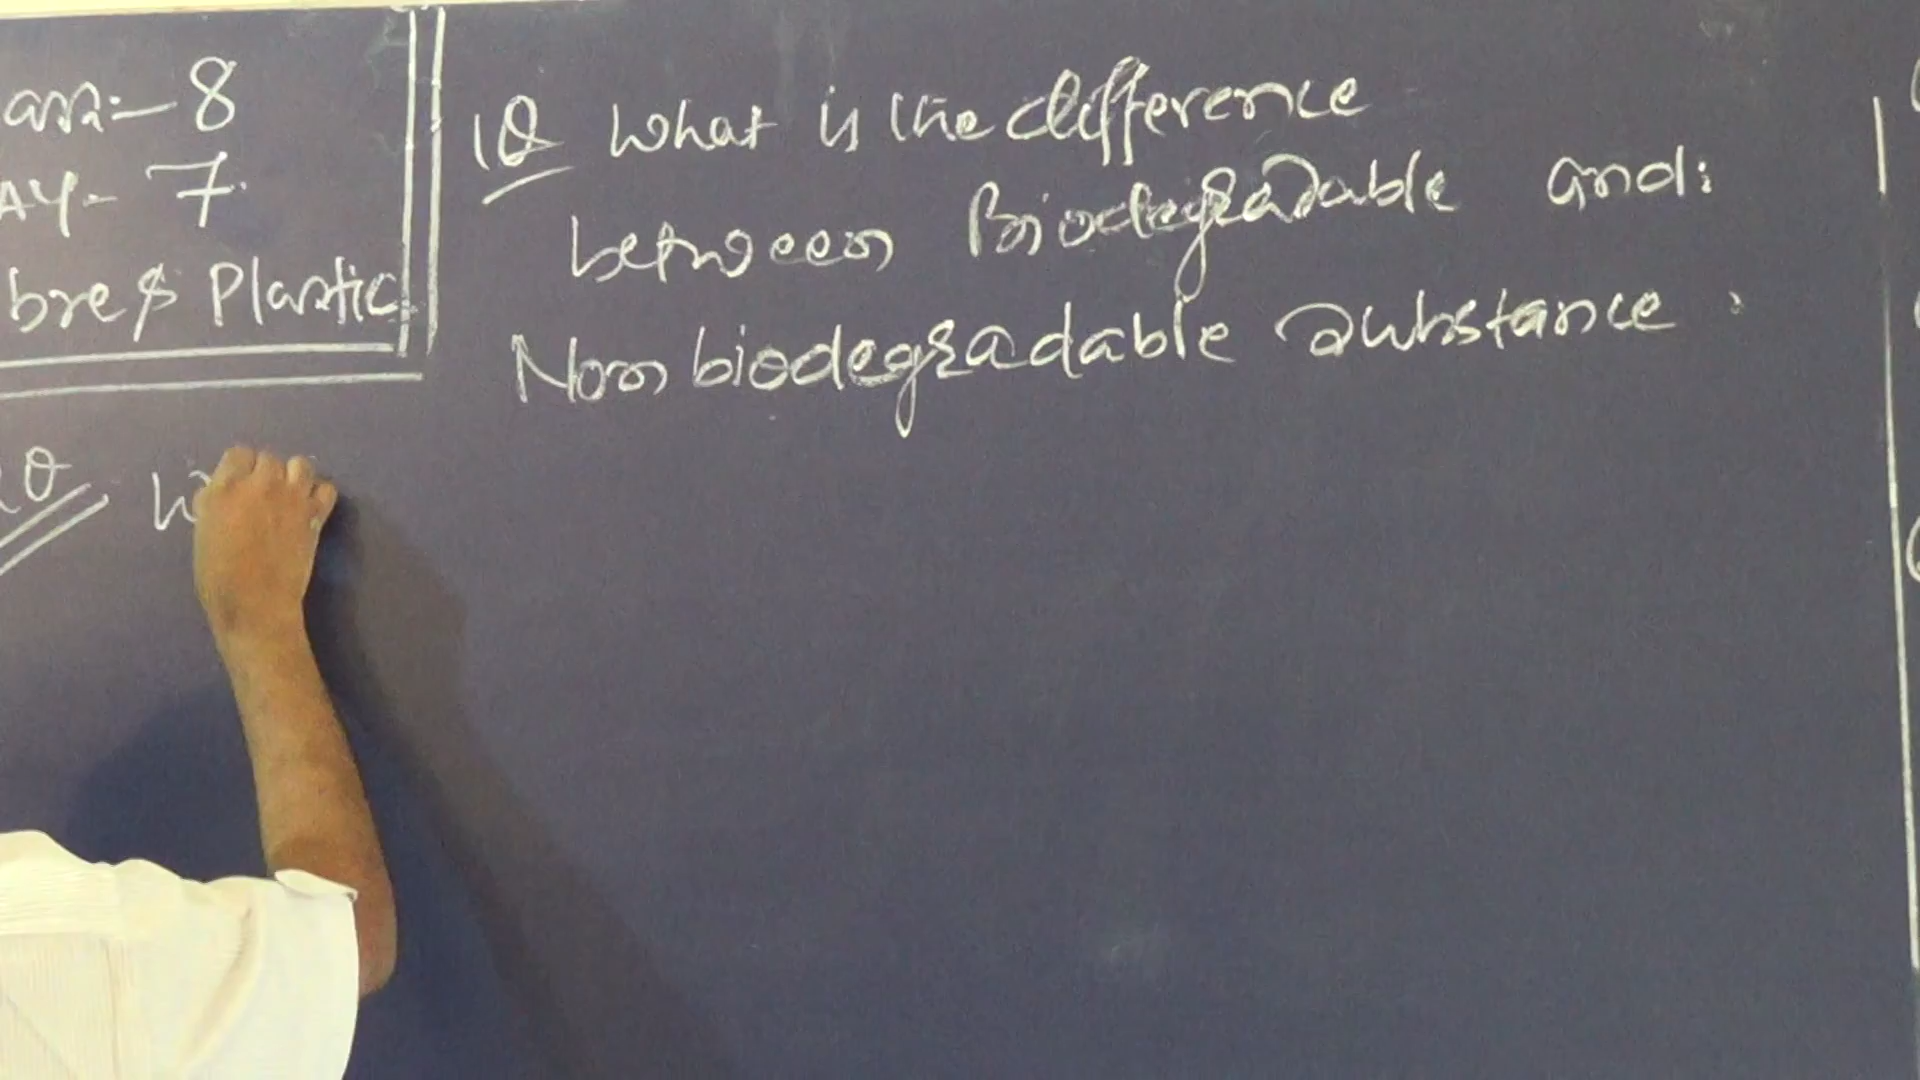 ass:- 8
AY- 7.
bre & Plastic
1Q What is the difference
between Biodegradable and:
Non biodegradable substance.
2Q W